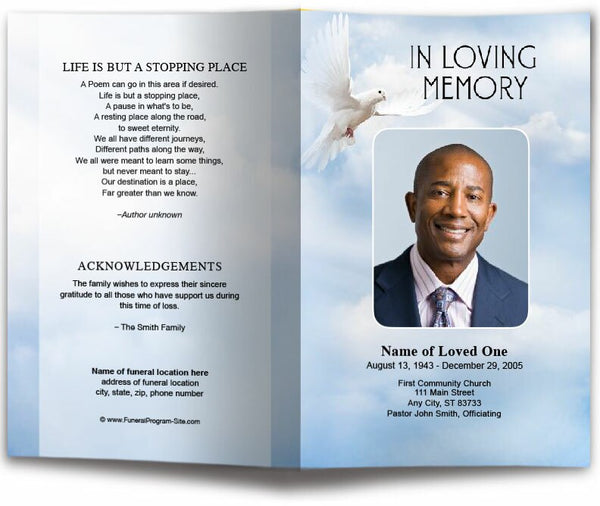 LIFE IS BUT A STOPPING PLACE
A Poem can go in this area if desired.
Life is but a stopping place,
A pause in what's to be,
A resting place along the road,
to sweet eternity.
We all have different journeys,
Different paths along the way,
We all were meant to learn some things,
but never meant to stay...
Our destination is a place,
Far greater than we know.
–Author unknown
ACKNOWLEDGEMENTS
The family wishes to express their sincere
gratitude to all those who have support us during
this time of loss.
– The Smith Family
Name of funeral location here
address of funeral location
city, state, zip, phone number
© www.FuneralProgram-Site.com
IN LOVING
MEMORY
Name of Loved One
August 13, 1943 - December 29, 2005
First Community Church
111 Main Street
Any City, ST 83733
Pastor John Smith, Officiating